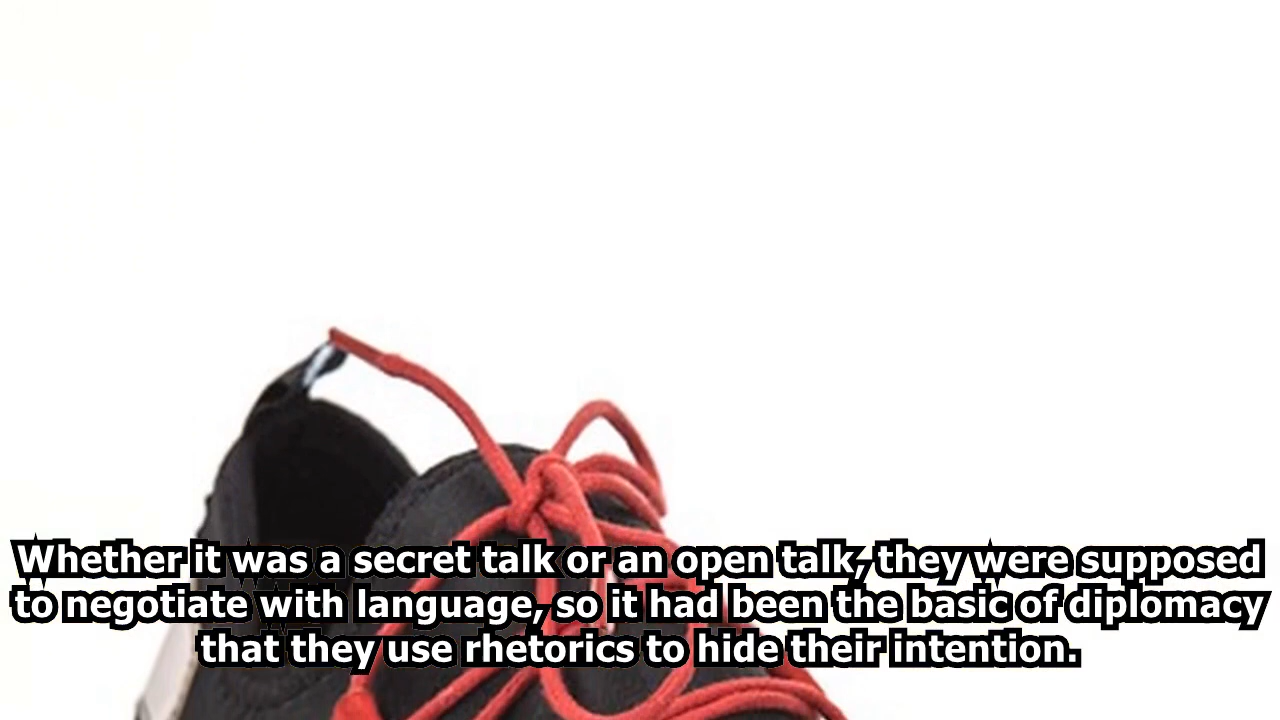 Whether it was a secret talk or an open talk, they were supposed
to negotiate with language, so it had been the basic of diplomacy
that they use rhetorics to hide their intention.